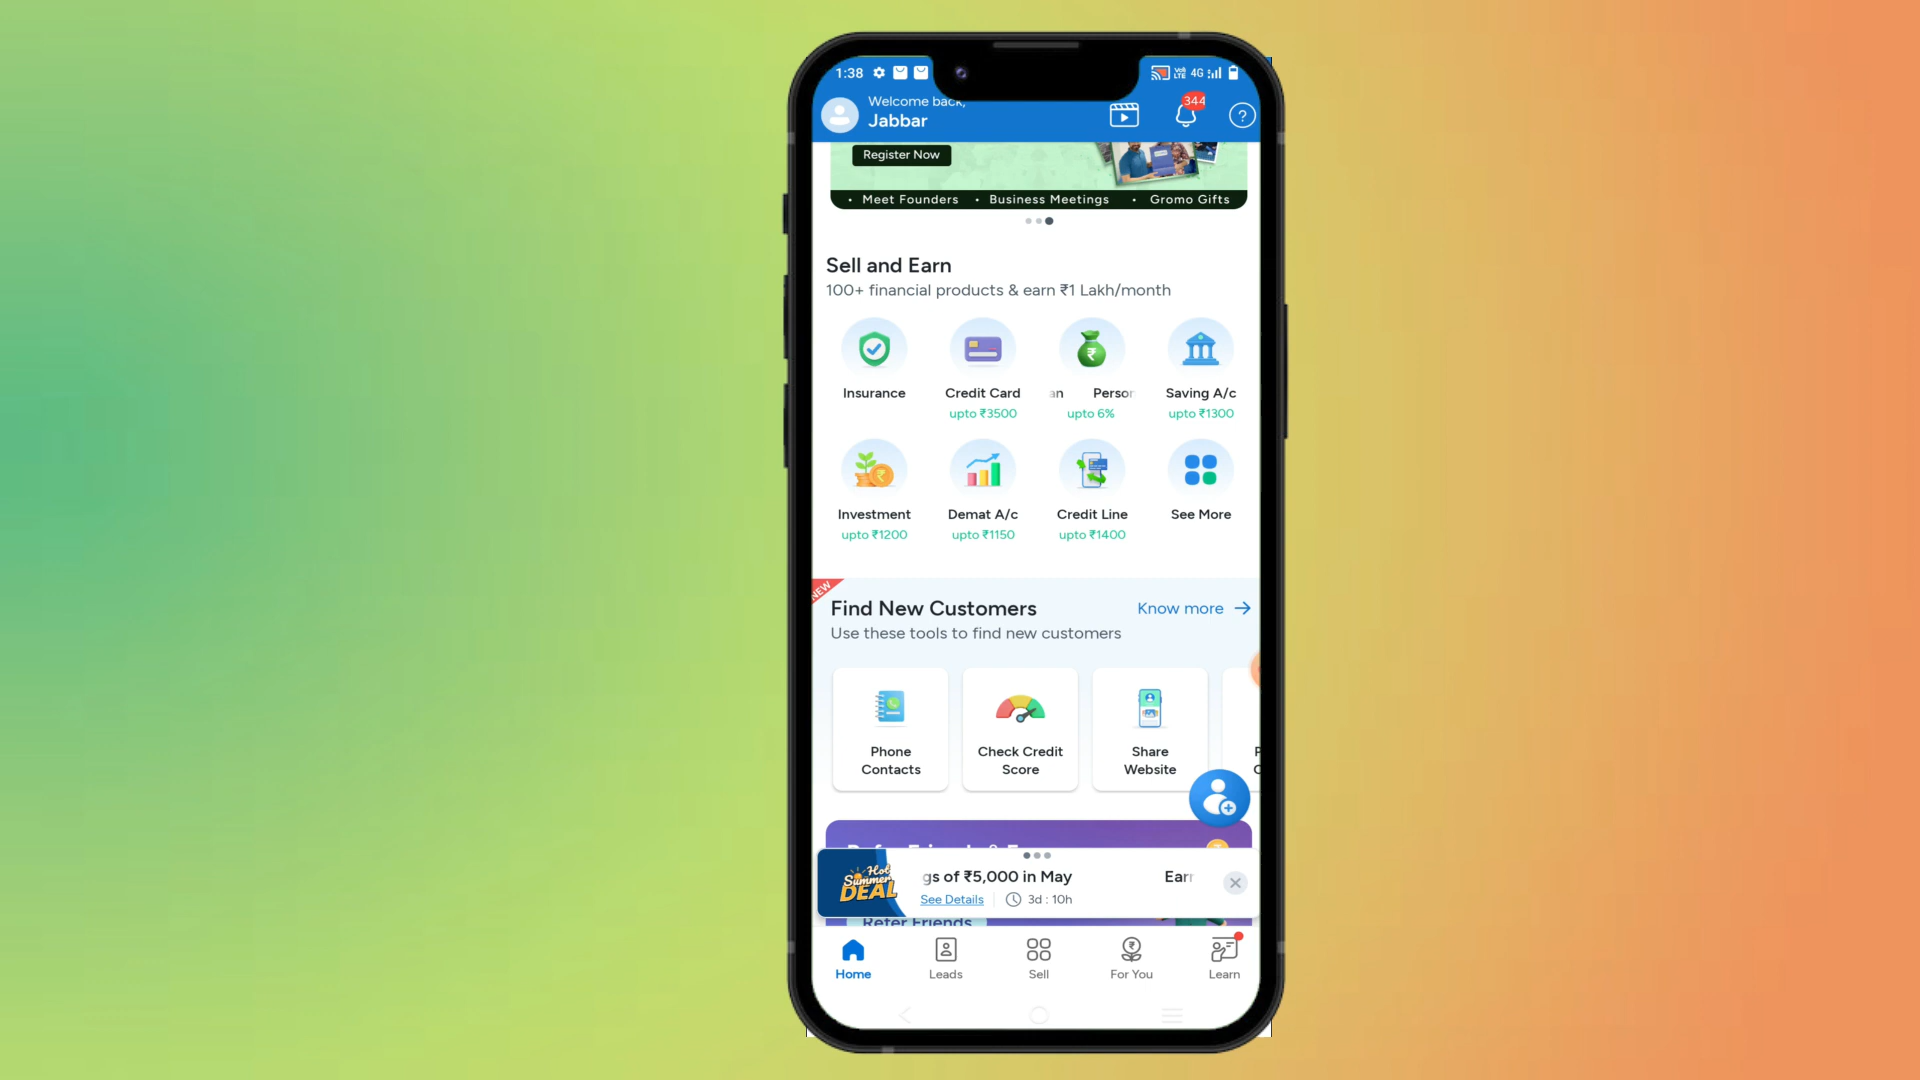 1:38
4G
Welcome back,
Jabbar
344
Register Now
• Meet Founders • Business Meetings • Gromo Gifts
Sell and Earn
100+ financial products & earn ₹1 Lakh/month
Insurance
Credit Card
upto ₹3500
an Person
upto 6%
Saving A/c
upto ₹1300
Investment
upto ₹1200
Demat A/c
upto ₹1150
Credit Line
upto ₹1400
See More
NEW
Find New Customers
Know more
Use these tools to find new customers
Phone
Contacts
Check Credit
Score
Share
Website
Hot
Summer
DEAL
gs of ₹5,000 in May
Earn
See Details
3d : 10h
Refer Friends
Home
Leads
Sell
For You
Learn